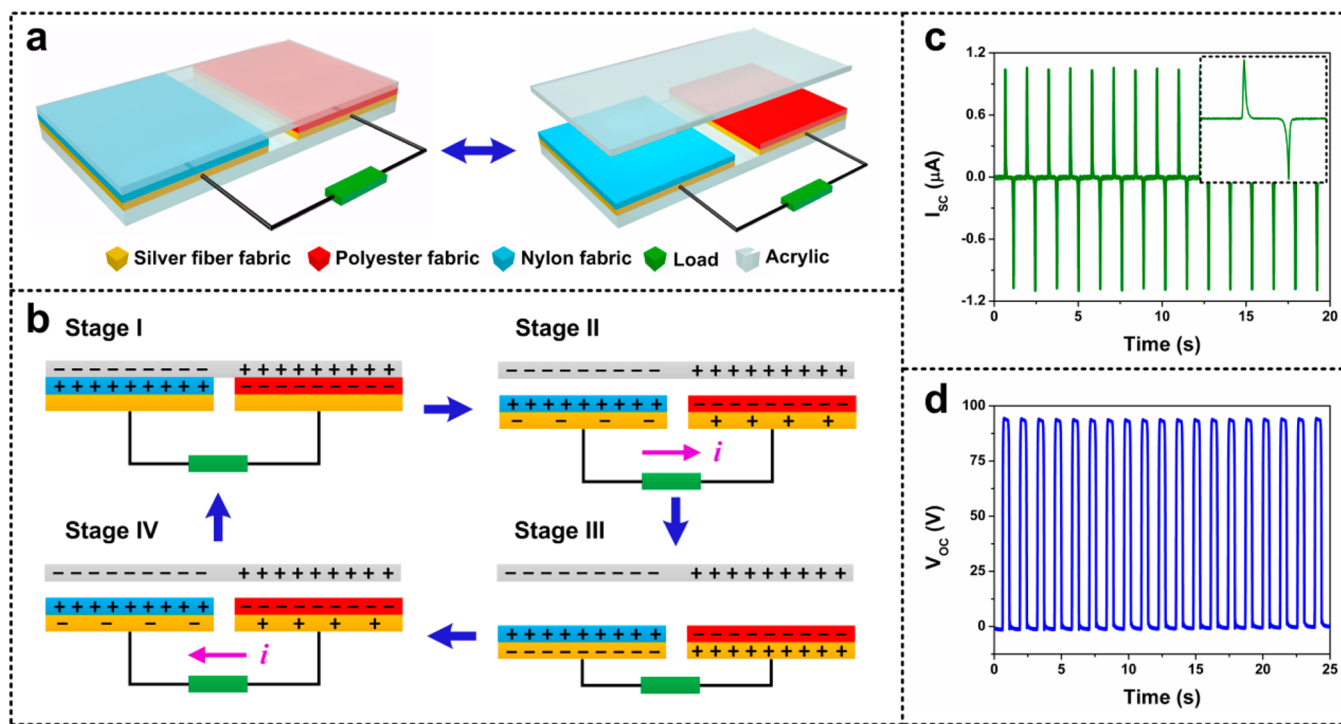 a
Silver fiber fabric Polyester fabric Nylon fabric Load Acrylic
b
Stage I
− − − − − − − − − + + + + + + + + +
+ + + + + + + + + − − − − − − − − −
Stage II
− − − − − − − − − + + + + + + + + +
+ + + + + + + + + − − − − − − − − −
− − − − + + + +
i
Stage IV
− − − − − − − − − + + + + + + + + +
+ + + + + + + + + − − − − − − − − −
− − − − + + + +
i
Stage III
− − − − − − − − − + + + + + + + + +
+ + + + + + + + + − − − − − − − − −
− − − − − − − − − + + + + + + + + +
c
1.2
0.6
0.0
-0.6
-1.2
I_SC (μA)
0 5 10 15 20
Time (s)
d
100
75
50
25
0
V_OC (V)
0 5 10 15 20 25
Time (s)